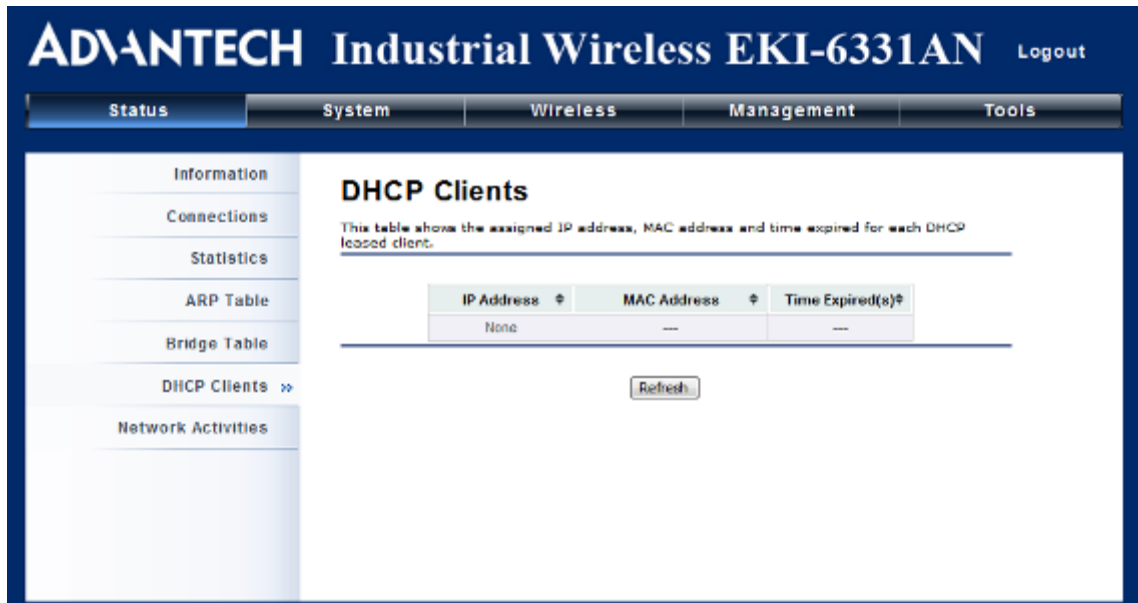 ADVANTECH Industrial Wireless EKI-6331AN Logout
Status System Wireless Management Tools
Information
Connections
Statistics
ARP Table
Bridge Table
DHCP Clients »
Network Activities
DHCP Clients
This table shows the assigned IP address, MAC address and time expired for each DHCP
leased client.
IP Address MAC Address Time Expired(s)
None --- ---
Refresh